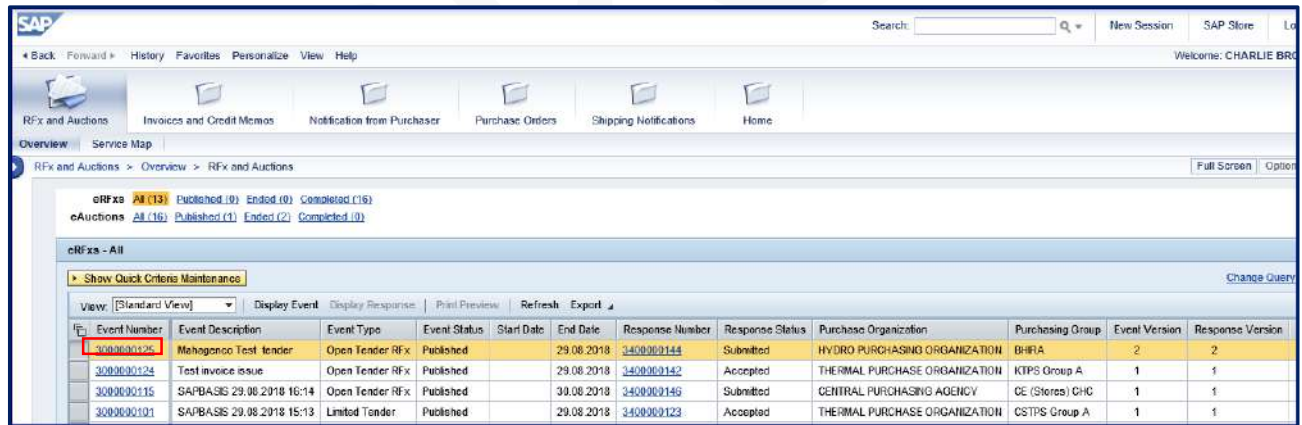 SAP
Search:
New Session SAP Store Lo
Back Forward History Favorites Personalize View Help
Welcome: CHARLIE BRO
RFx and Auctions Invoices and Credit Memos Notification from Purchaser Purchase Orders Shipping Notifications Home
Overview Service Map
RFx and Auctions > Overview > RFx and Auctions
Full Screen Option
eRFxs All (13) Published (0) Ended (0) Completed (16)
eAuctions All (16) Published (1) Ended (2) Completed (0)
eRFxs - All
Show Quick Criteria Maintenance
Change Query
View: [Standard View] Display Event Display Response Print Preview Refresh Export
Event Number Event Description Event Type Event Status Start Date End Date Response Number Response Status Purchase Organization Purchasing Group Event Version Response Version
3000000125 Mahagenco Test tender Open Tender RFx Published 29.08.2018 3400000144 Submitted HYDRO PURCHASING ORGANIZATION BHIRA 2 2
3000000124 Test invoice issue Open Tender RFx Published 29.08.2018 3400000142 Accepted THERMAL PURCHASE ORGANIZATION KTPS Group A 1 1
3000000115 SAPBASIS 29.08.2018 16:14 Open Tender RFx Published 30.08.2018 3400000146 Submitted CENTRAL PURCHASING AGENCY CE (Stores) CHC 1 1
3000000101 SAPBASIS 29.08.2018 15:13 Limited Tender Published 29.08.2018 3400000123 Accepted THERMAL PURCHASE ORGANIZATION CSTPS Group A 1 1